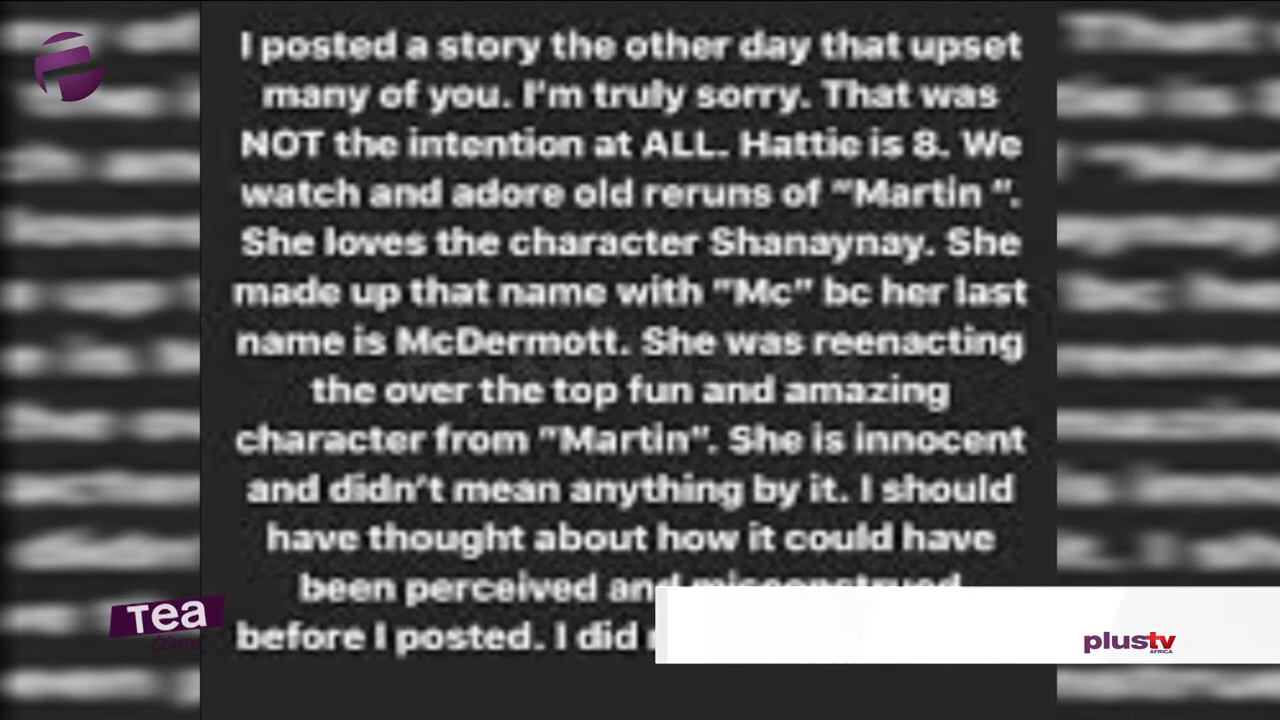 I posted a story the other day that upset
many of you. I'm truly sorry. That was
NOT the intention at ALL. Hattie is 8. We
watch and adore old reruns of "Martin ".
She loves the character Shanaynay. She
made up that name with "Mc" bc her last
name is McDermott. She was reenacting
the over the top fun and amazing
character from "Martin". She is innocent
and didn't mean anything by it. I should
have thought about how it could have
been perceived and misconstrued
before I posted. I did
Tea
time
plustv
AFRICA